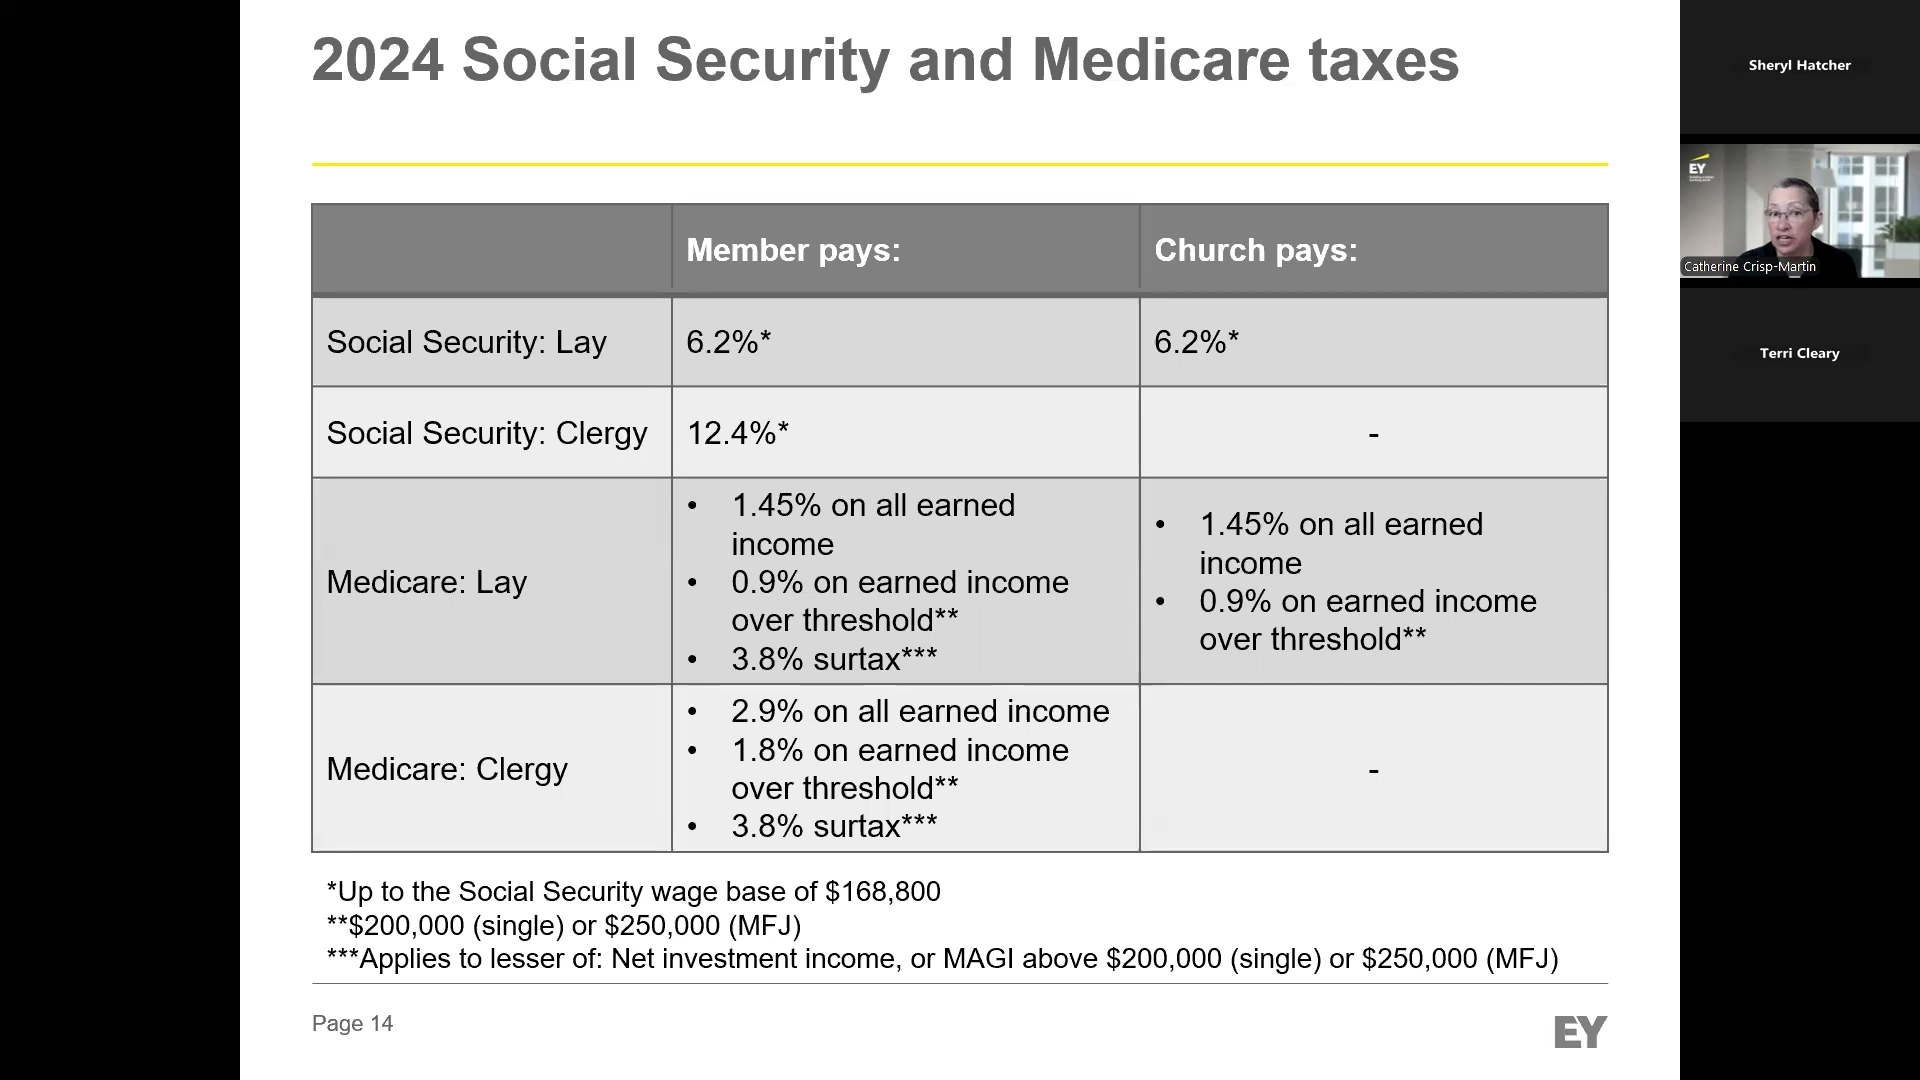 2024 Social Security and Medicare taxes
Member pays:
Church pays:
Social Security: Lay
6.2%*
6.2%*
Social Security: Clergy
12.4%*
-
Medicare: Lay
• 1.45% on all earned
income
• 0.9% on earned income
over threshold**
• 3.8% surtax***
• 1.45% on all earned
income
• 0.9% on earned income
over threshold**
Medicare: Clergy
• 2.9% on all earned income
• 1.8% on earned income
over threshold**
• 3.8% surtax***
-
*Up to the Social Security wage base of $168,800
**$200,000 (single) or $250,000 (MFJ)
***Applies to lesser of: Net investment income, or MAGI above $200,000 (single) or $250,000 (MFJ)
Page 14
EY
Sheryl Hatcher
EY
Catherine Crisp-Martin
Terri Cleary